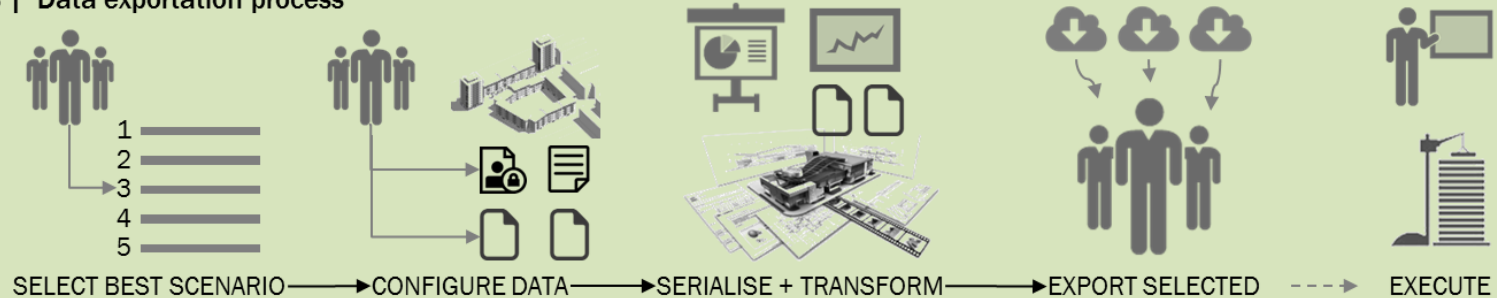 | Data exportation process
1
2
3
4
5
SELECT BEST SCENARIO CONFIGURE DATA SERIALISE + TRANSFORM EXPORT SELECTED EXECUTE